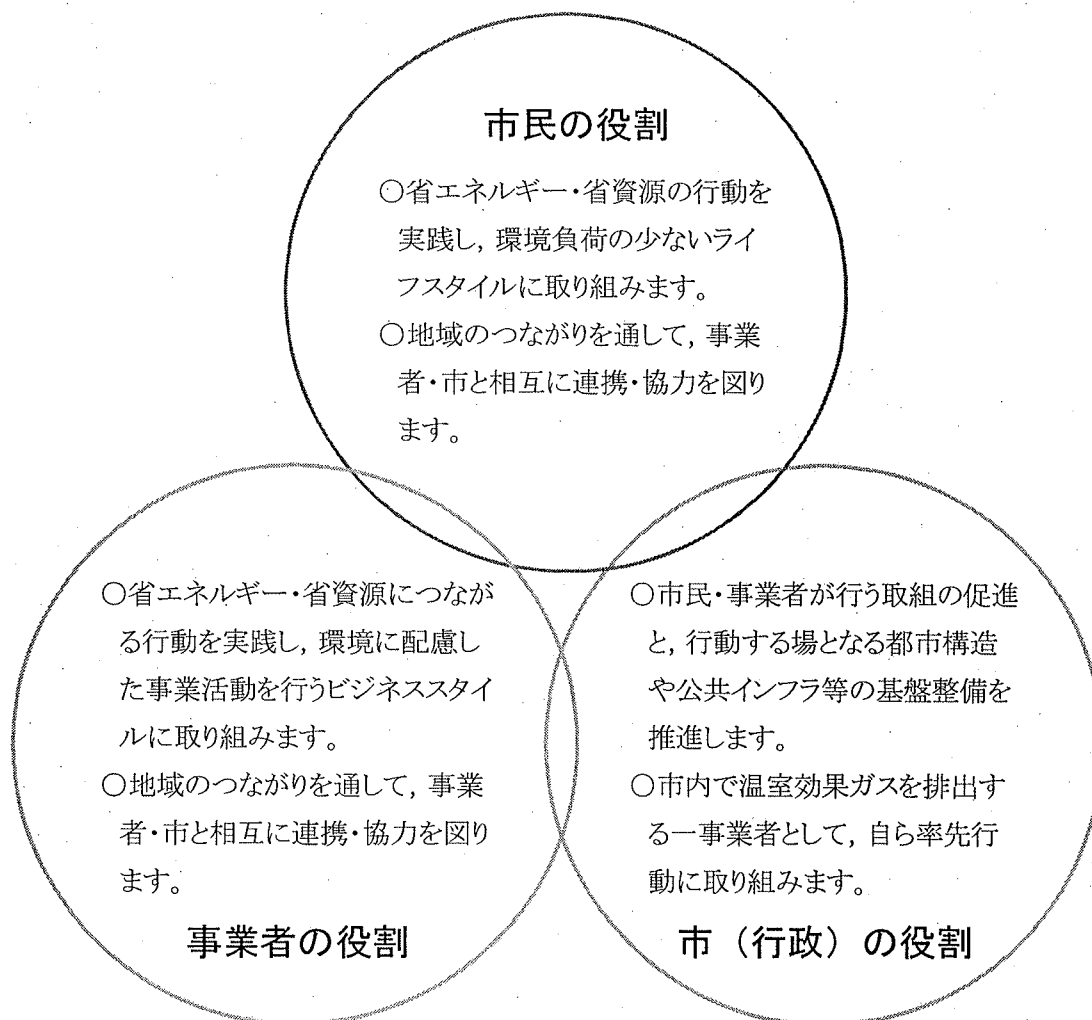 市民の役割
○省エネルギー・省資源の行動を
実践し，環境負荷の少ないライ
フスタイルに取り組みます。
○地域のつながりを通して，事業
者・市と相互に連携・協力を図り
ます。
○省エネルギー・省資源につなが
る行動を実践し，環境に配慮し
た事業活動を行うビジネススタイ
ルに取り組みます。
○地域のつながりを通して，事業
者・市と相互に連携・協力を図り
ます。
事業者の役割
○市民・事業者が行う取組の促進
と，行動する場となる都市構造
や公共インフラ等の基盤整備を
推進します。
○市内で温室効果ガスを排出す
る一事業者として，自ら率先行
動に取り組みます。
市（行政）の役割